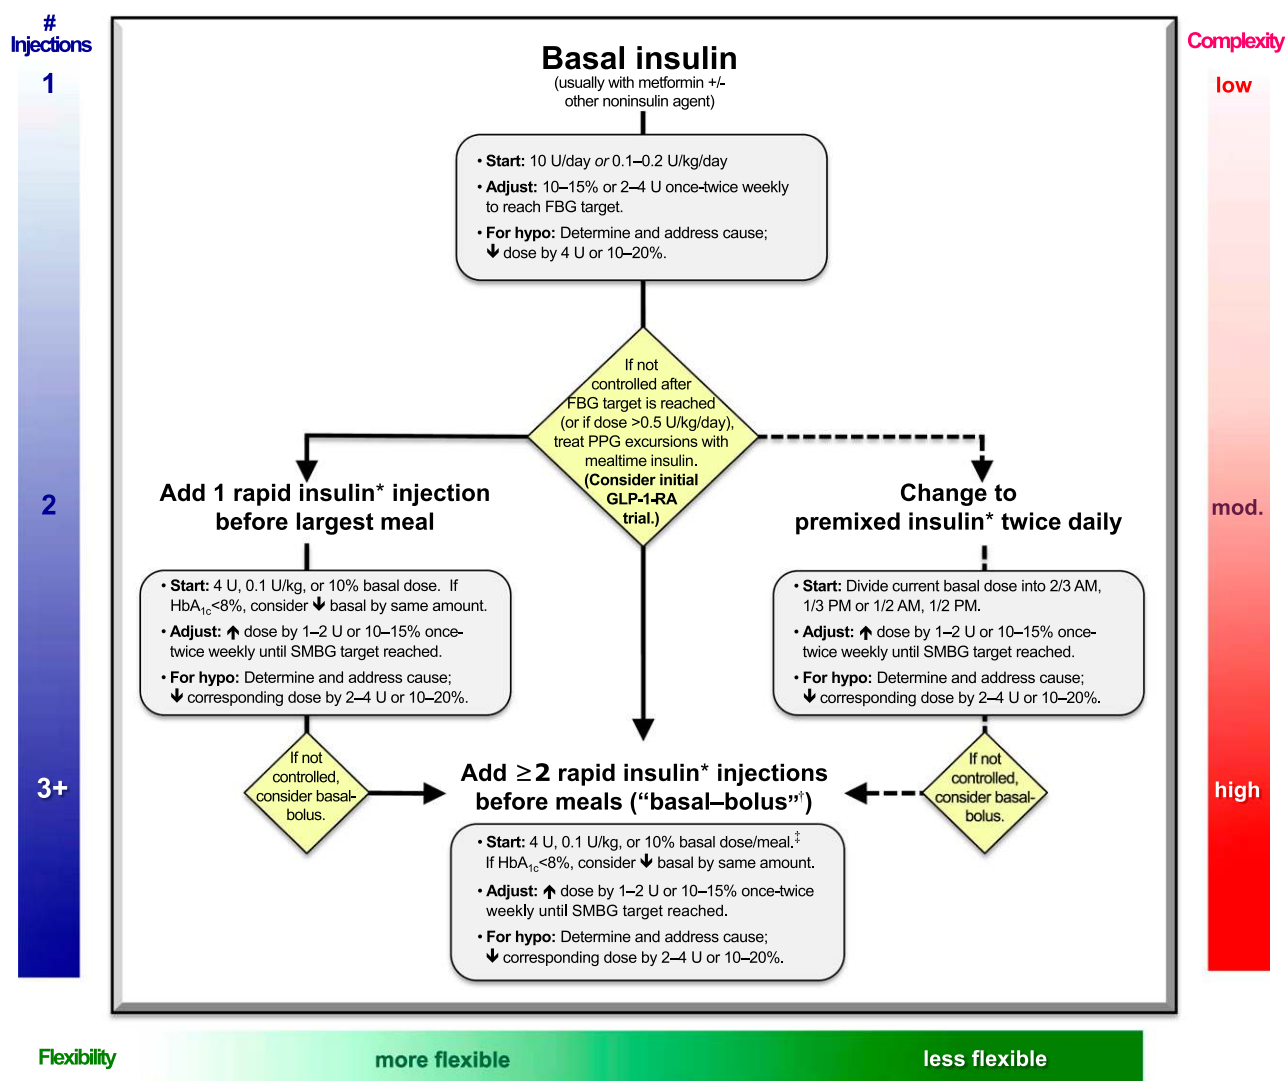 #
Injections
1
2
3+
Complexity
low
mod.
high
Basal insulin
(usually with metformin +/-
other noninsulin agent)
• Start: 10 U/day or 0.1–0.2 U/kg/day
• Adjust: 10–15% or 2–4 U once-twice weekly
to reach FBG target.
• For hypo: Determine and address cause;
↓ dose by 4 U or 10–20%.
If not
controlled after
FBG target is reached
(or if dose >0.5 U/kg/day),
treat PPG excursions with
mealtime insulin.
(Consider initial
GLP-1-RA
trial.)
Add 1 rapid insulin* injection
before largest meal
• Start: 4 U, 0.1 U/kg, or 10% basal dose. If
HbA1c<8%, consider ↓ basal by same amount.
• Adjust: ↑ dose by 1–2 U or 10–15% once-
twice weekly until SMBG target reached.
• For hypo: Determine and address cause;
↓ corresponding dose by 2–4 U or 10–20%.
If not
controlled,
consider basal-
bolus.
Change to
premixed insulin* twice daily
• Start: Divide current basal dose into 2/3 AM,
1/3 PM or 1/2 AM, 1/2 PM.
• Adjust: ↑ dose by 1–2 U or 10–15% once-
twice weekly until SMBG target reached.
• For hypo: Determine and address cause;
↓ corresponding dose by 2–4 U or 10–20%.
If not
controlled,
consider basal-
bolus.
Add ≥2 rapid insulin* injections
before meals (“basal–bolus”†)
• Start: 4 U, 0.1 U/kg, or 10% basal dose/meal.‡
If HbA1c<8%, consider ↓ basal by same amount.
• Adjust: ↑ dose by 1–2 U or 10–15% once-twice
weekly until SMBG target reached.
• For hypo: Determine and address cause;
↓ corresponding dose by 2–4 U or 10–20%.
Flexibility
more flexible
less flexible